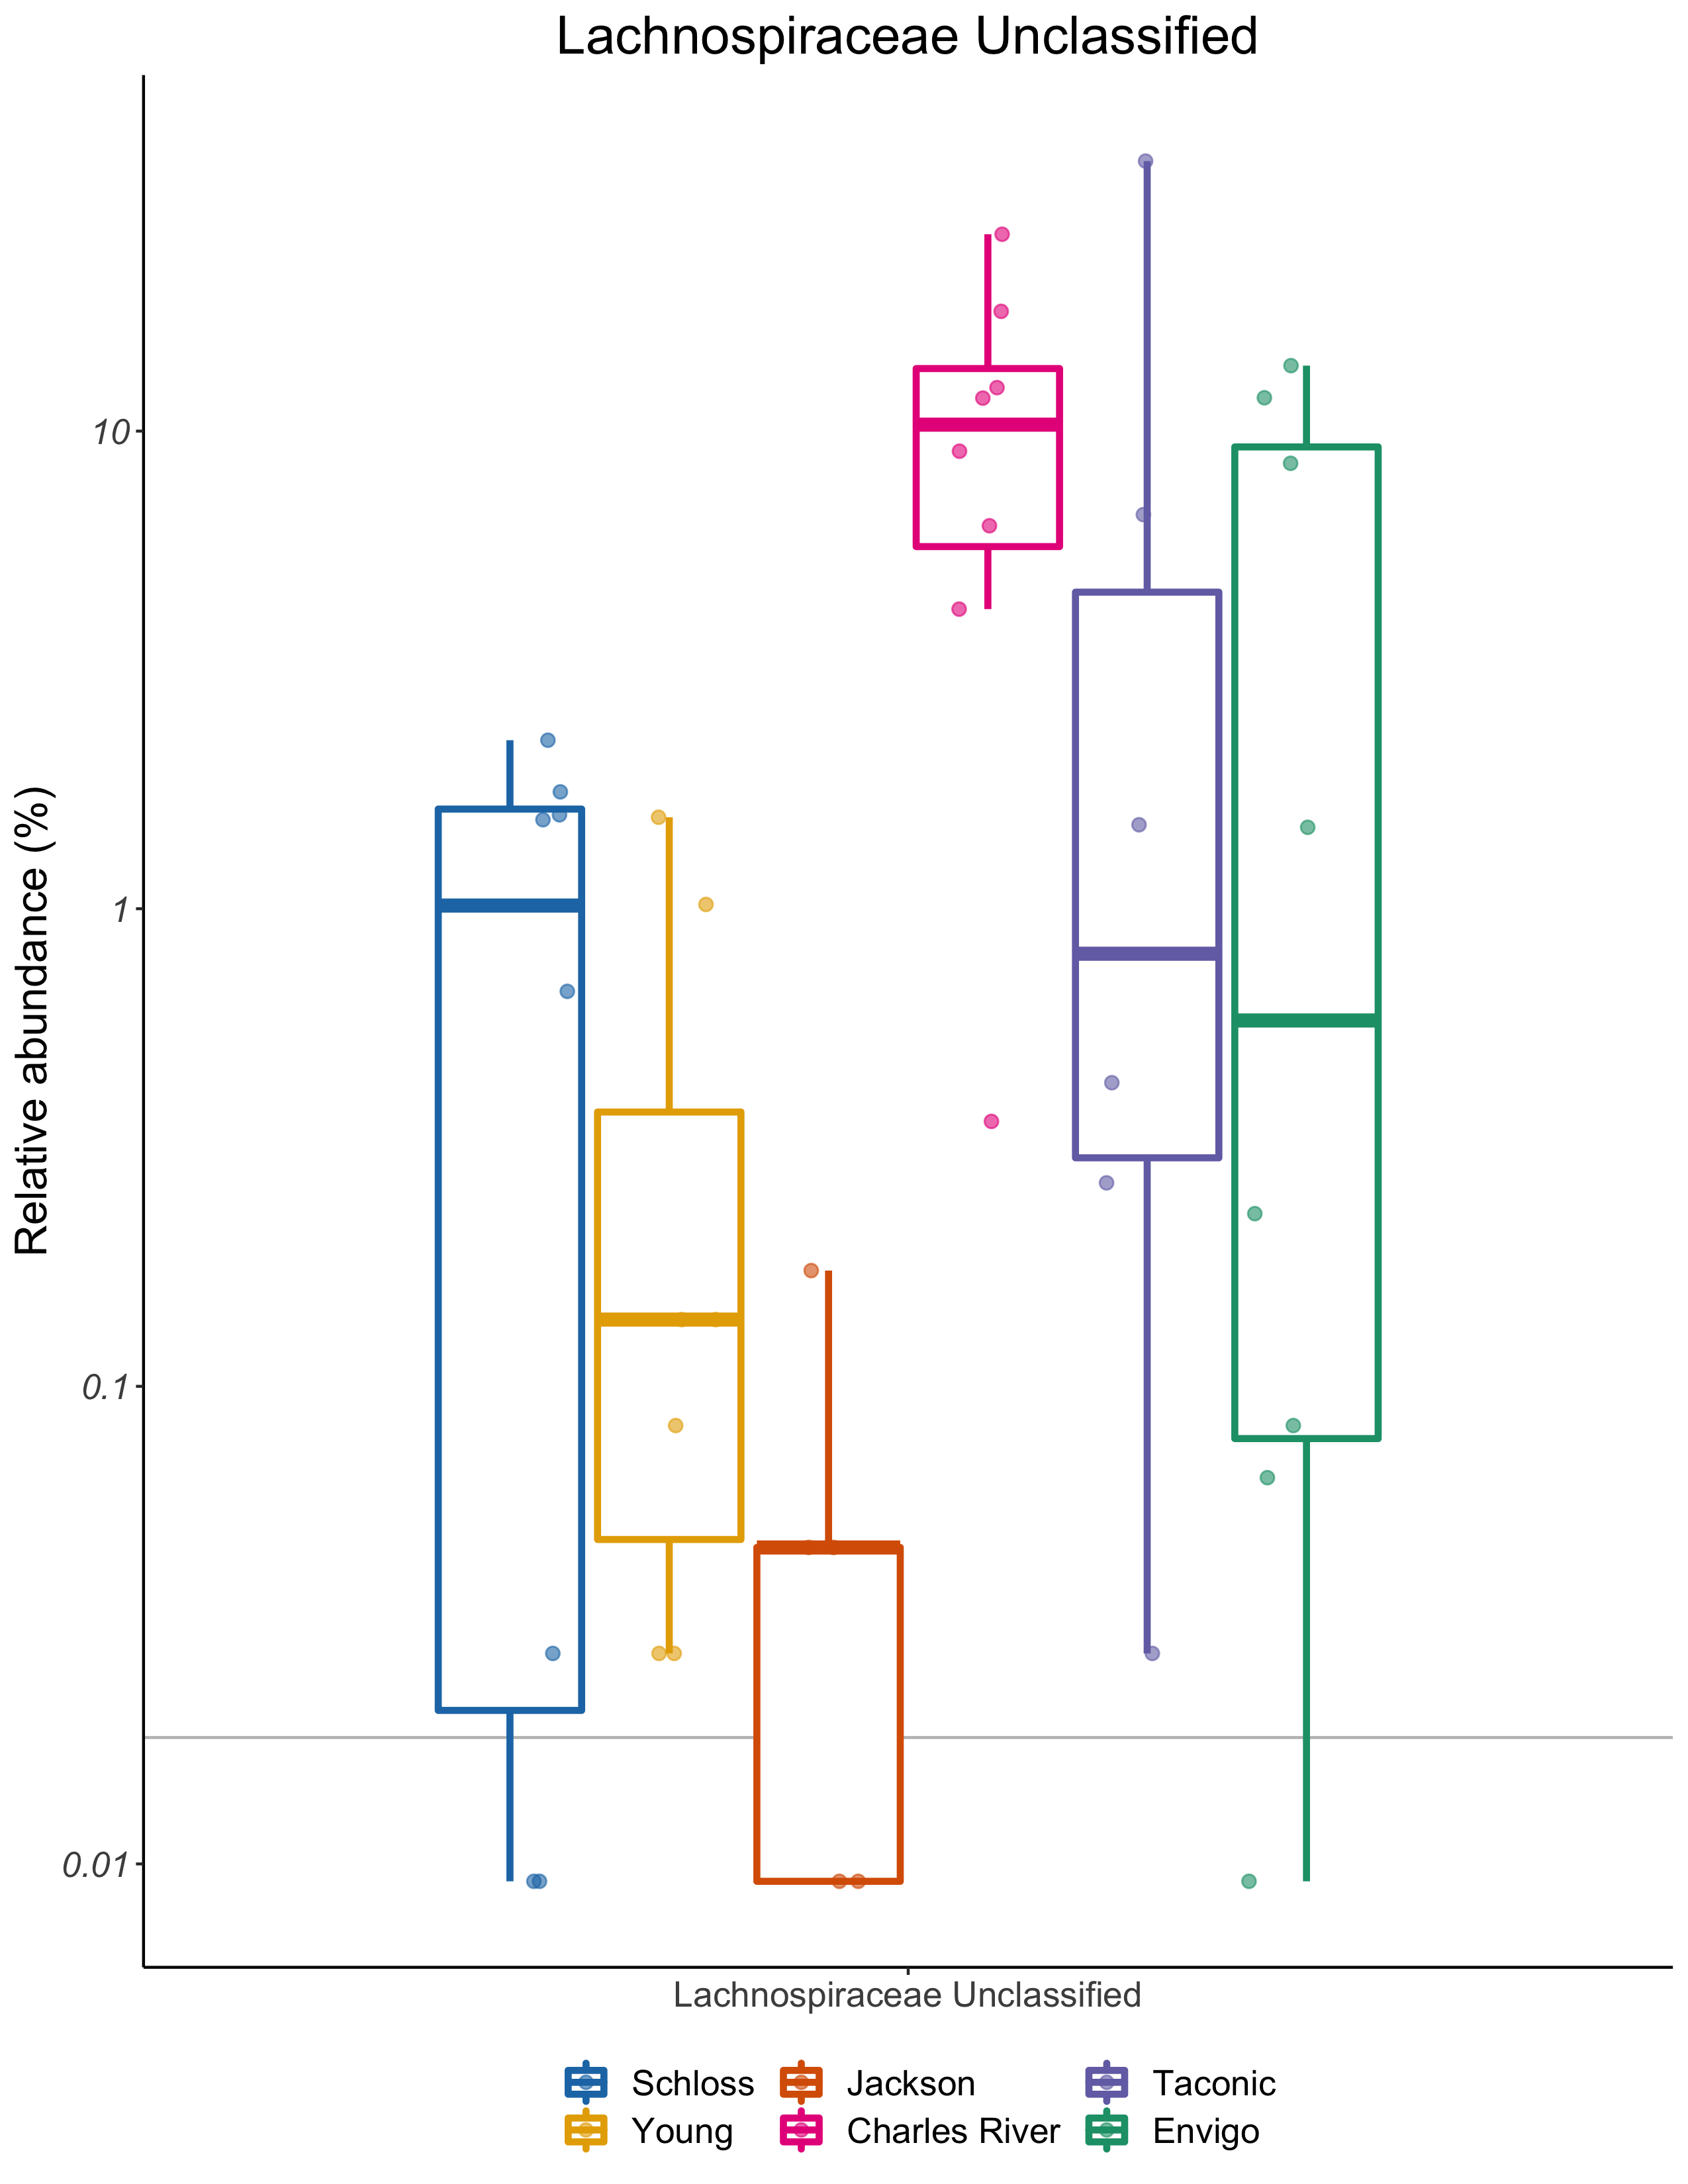 Lachnospiraceae Unclassified
Relative abundance (%)
10
1
0.1
0.01
Lachnospiraceae Unclassified
Schloss Jackson Taconic
Young Charles River Envigo